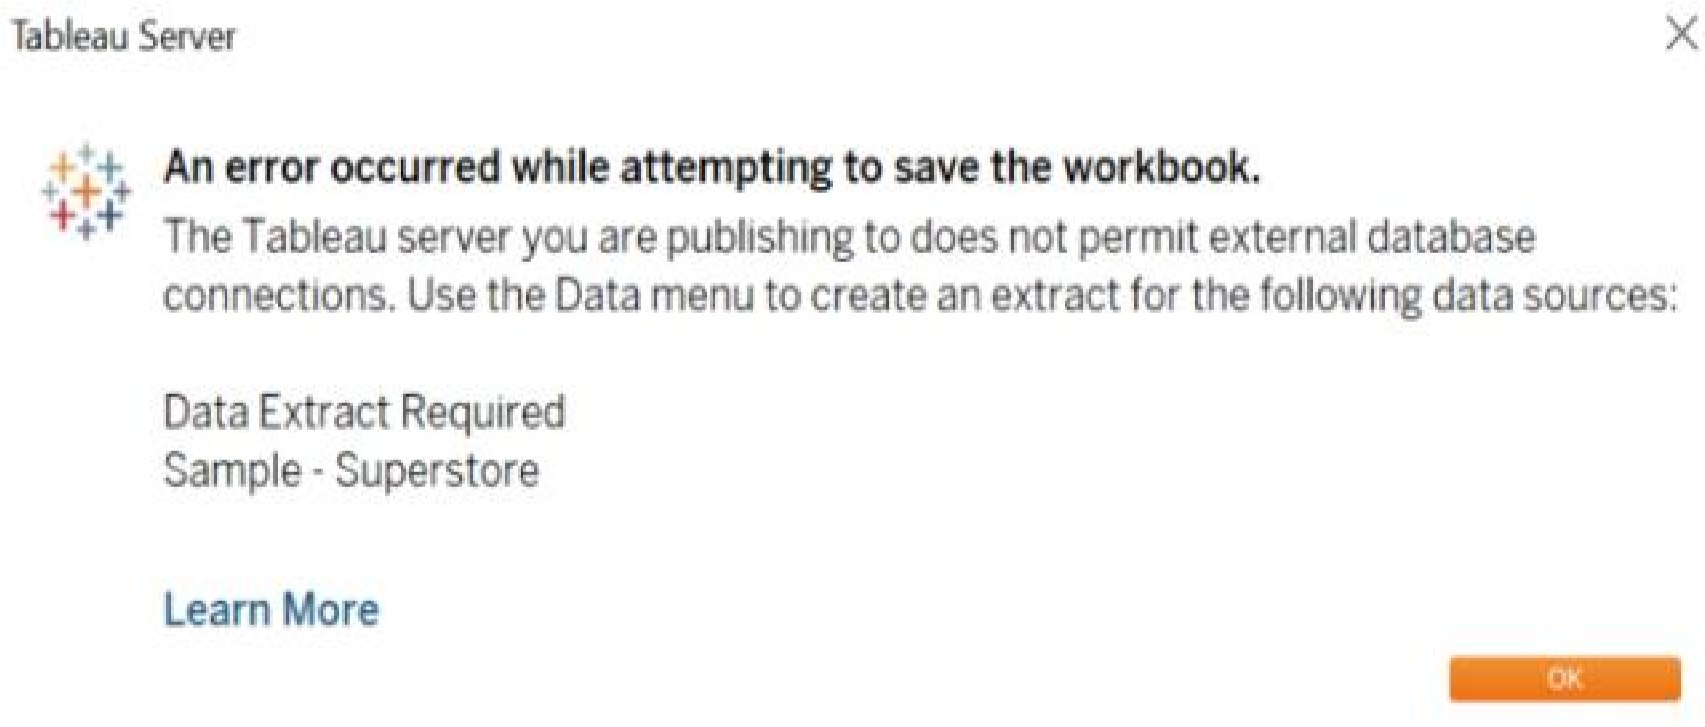 Tableau Server
An error occurred while attempting to save the workbook.
The Tableau server you are publishing to does not permit external database
connections. Use the Data menu to create an extract for the following data sources:
Data Extract Required
Sample - Superstore
Learn More
OK